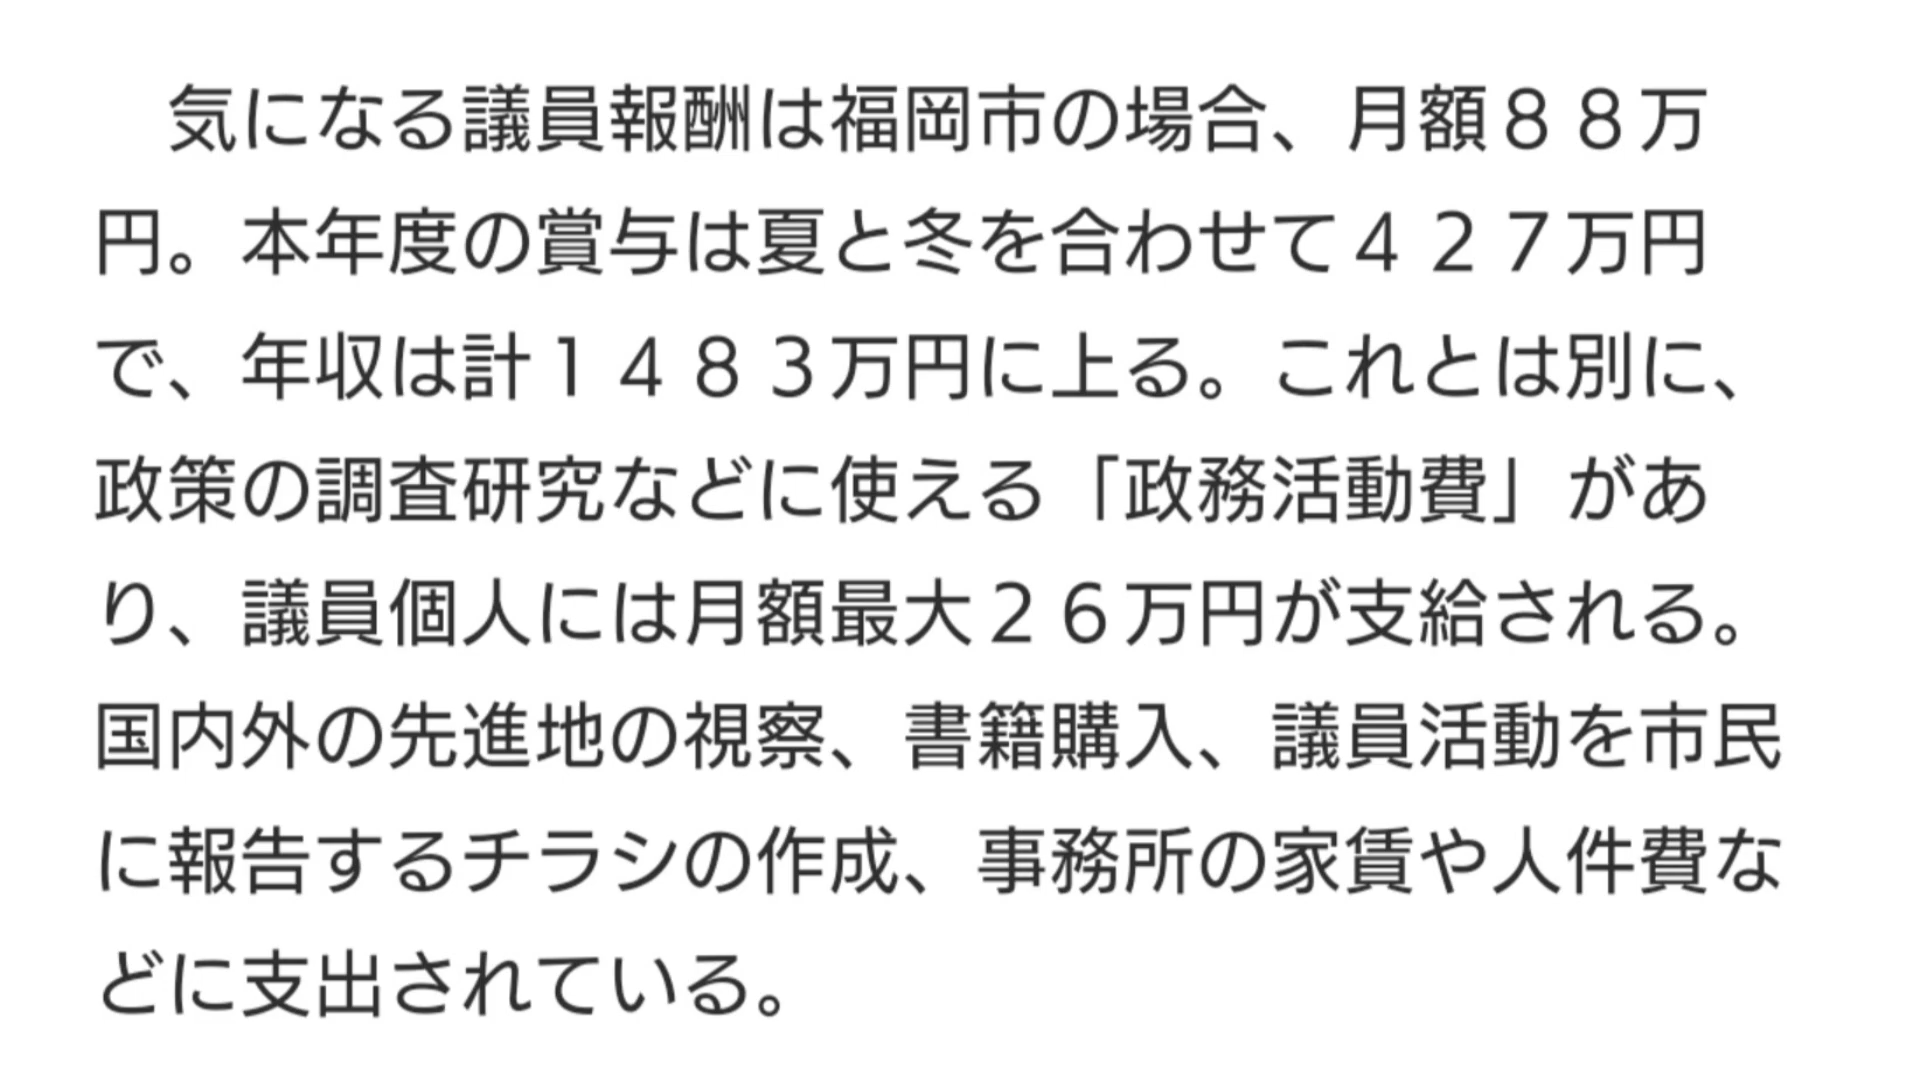 気になる議員報酬は福岡市の場合、月額８８万
円。本年度の賞与は夏と冬を合わせて４２７万円
で、年収は計１４８３万円に上る。これとは別に、
政策の調査研究などに使える「政務活動費」があ
り、議員個人には月額最大２６万円が支給される。
国内外の先進地の視察、書籍購入、議員活動を市民
に報告するチラシの作成、事務所の家賃や人件費な
どに支出されている。